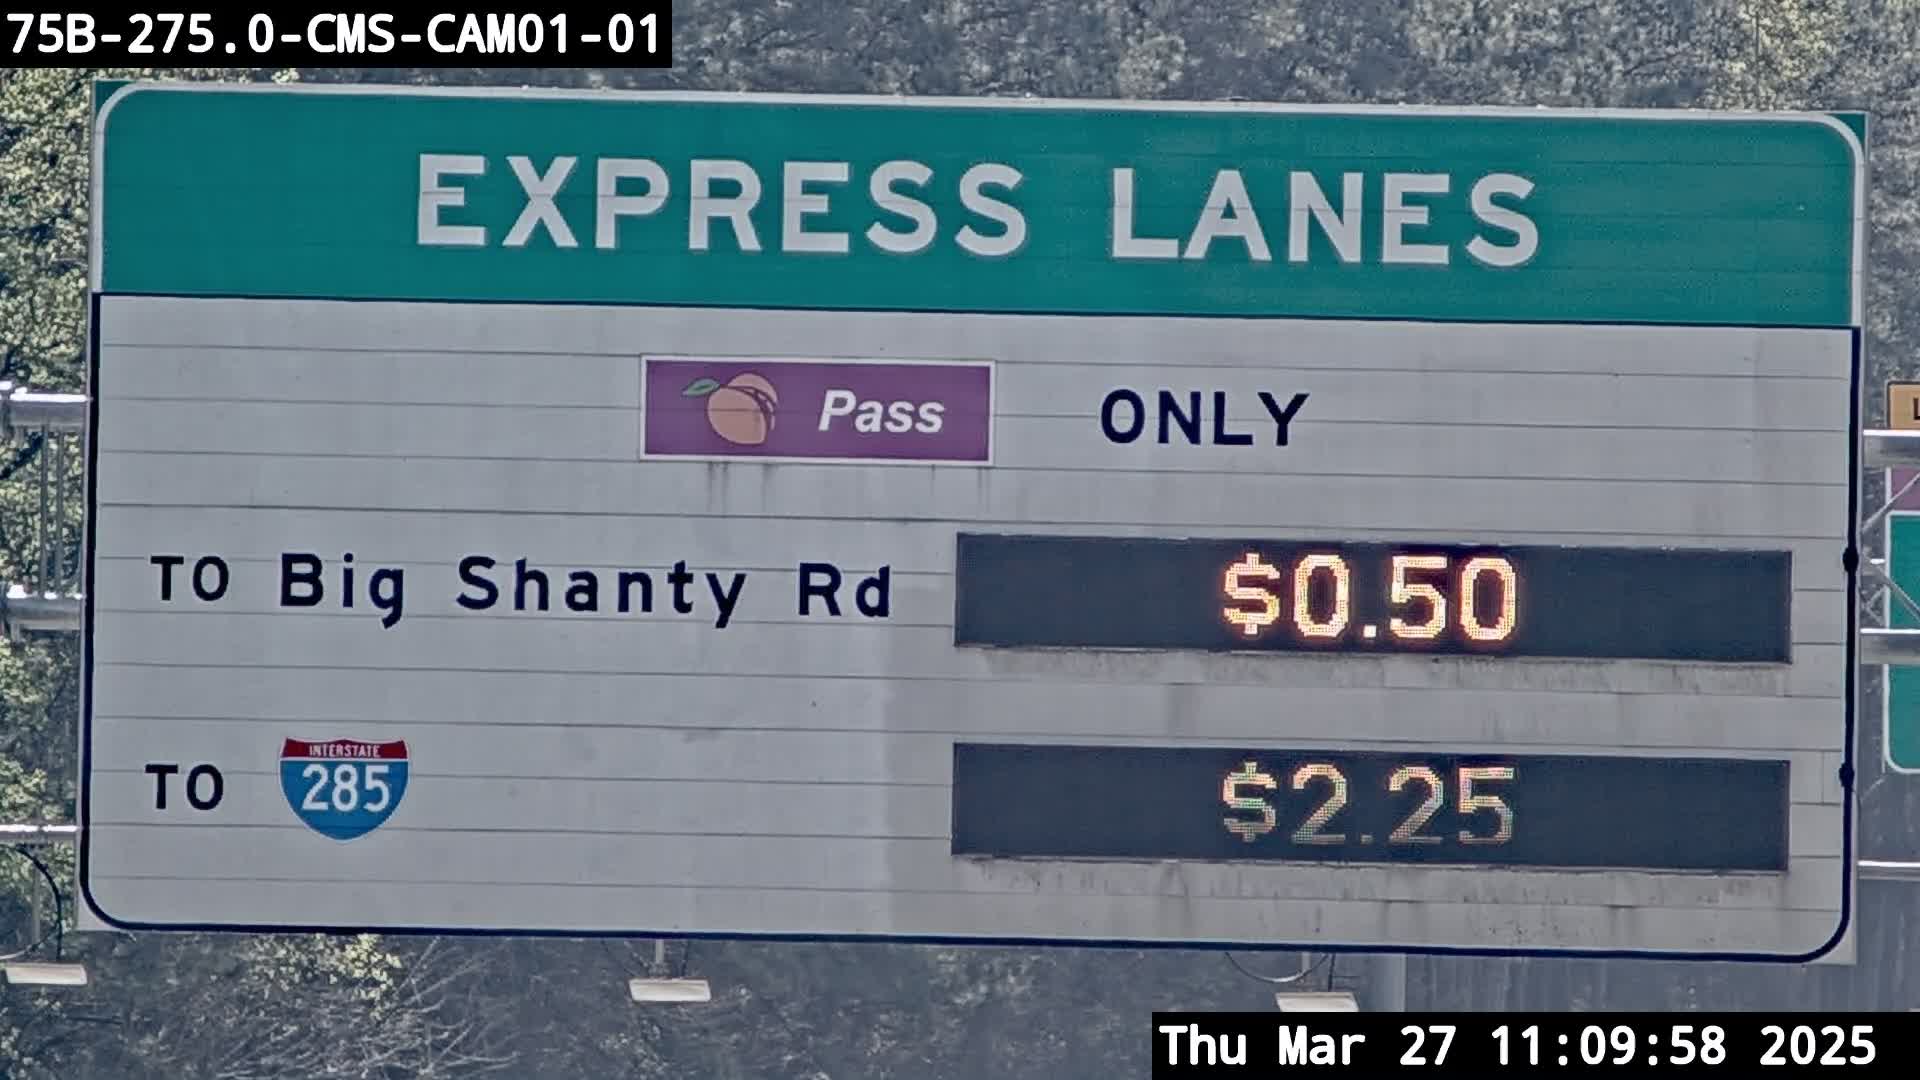 75B-275.0-CMS-CAM01-01
EXPRESS LANES
Pass ONLY
TO Big Shanty Rd $0.50
INTERSTATE
TO 285 $2.25
Thu Mar 27 11:09:58 2025